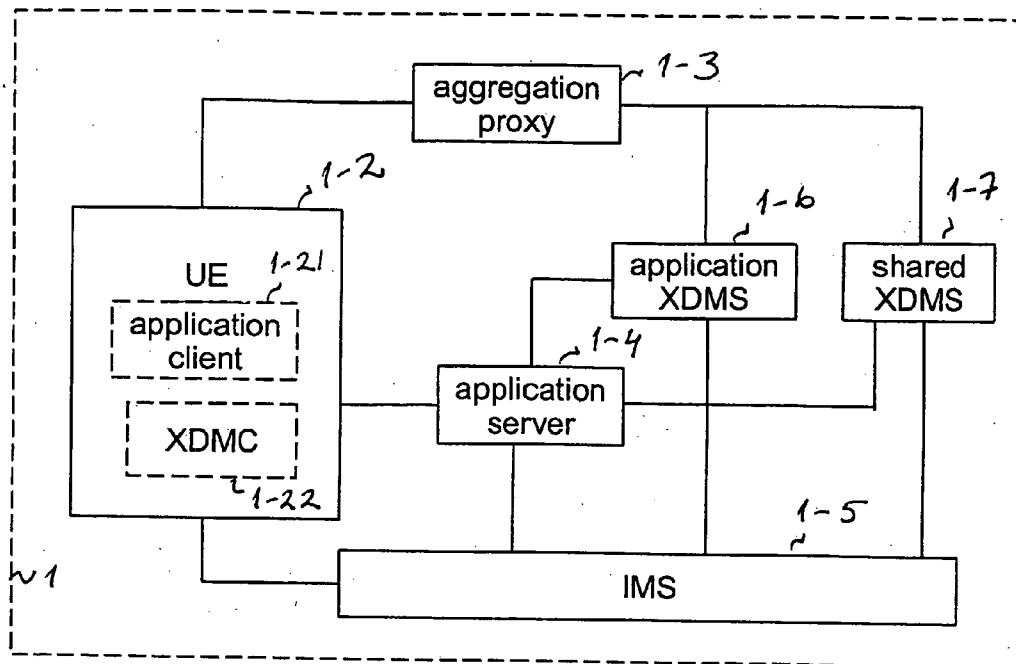 1-3
aggregation
proxy
1-2
1-6
1-7
UE
1-21
application
client
application
XDMS
shared
XDMS
1-4
application
server
XDMC
1-22
1-5
IMS
1